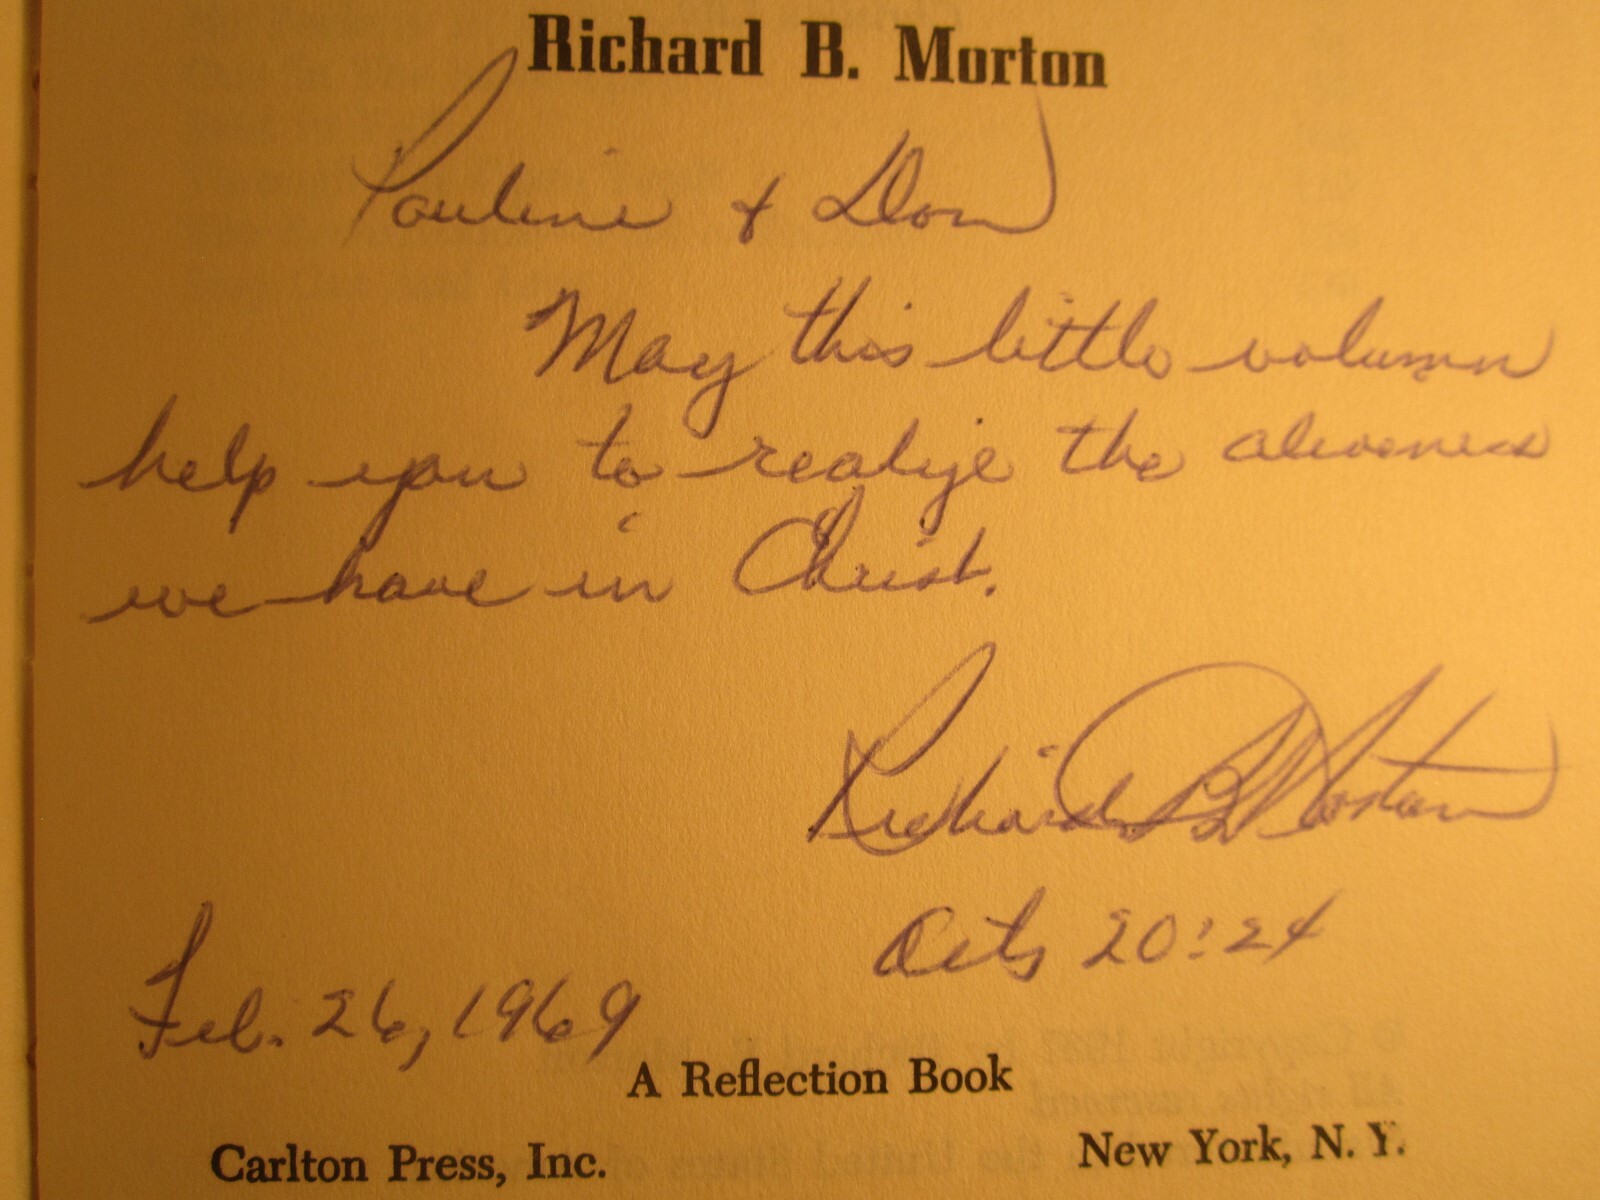 Richard B. Morton
Pauline & Don
May this little volumn
help you to realize the aliveness
we have in Christ.
Richard B Morton
Acts 20:24
Feb. 26, 1969
A Reflection Book
Carlton Press, Inc. New York, N. Y.